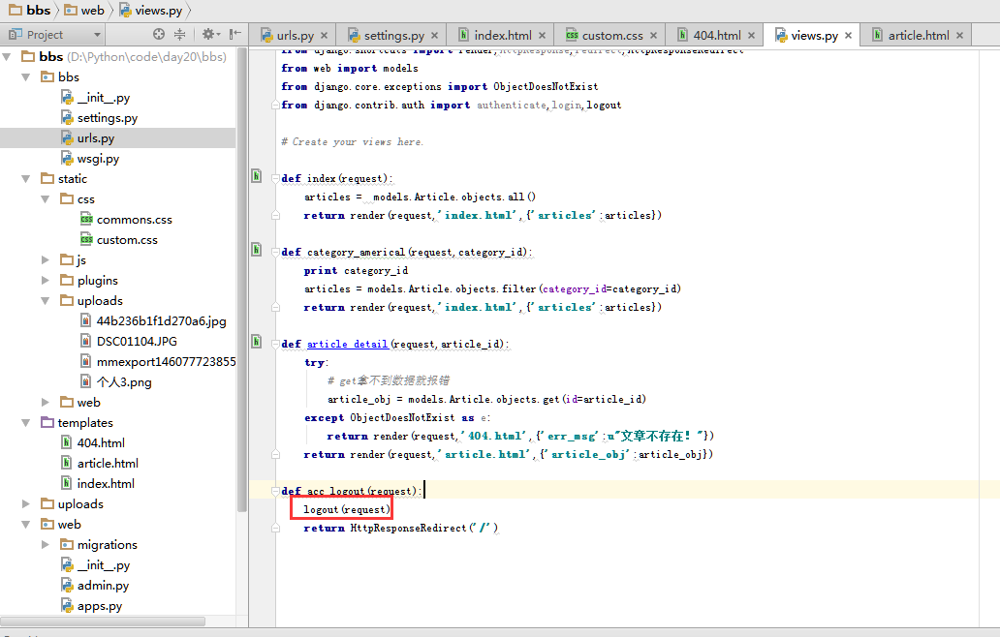 bbs web views.py
Project
urls.py settings.py index.html custom.css 404.html views.py article.html
bbs (D:\Python\code\day20\bbs)
bbs
__init__.py
settings.py
urls.py
wsgi.py
static
css
commons.css
custom.css
js
plugins
uploads
44b236b1f1d270a6.jpg
DSC01104.JPG
mmexport146077723855
个人3.png
web
templates
404.html
article.html
index.html
uploads
web
migrations
__init__.py
admin.py
apps.py
from django.shortcuts import render,HttpResponse,redirect,HttpResponseRedirect
from web import models
from django.core.exceptions import ObjectDoesNotExist
from django.contrib.auth import authenticate,login,logout
# Create your views here.
def index(request):
articles = models.Article.objects.all()
return render(request,'index.html',{'articles':articles})
def category_americal(request,category_id):
print category_id
articles = models.Article.objects.filter(category_id=category_id)
return render(request,'index.html',{'articles':articles})
def article_detail(request,article_id):
try:
# get拿不到数据就报错
article_obj = models.Article.objects.get(id=article_id)
except ObjectDoesNotExist as e:
return render(request,'404.html',{'err_msg':u"文章不存在！"})
return render(request,'article.html',{'article_obj':article_obj})
def acc_logout(request):
logout(request)
return HttpResponseRedirect('/')